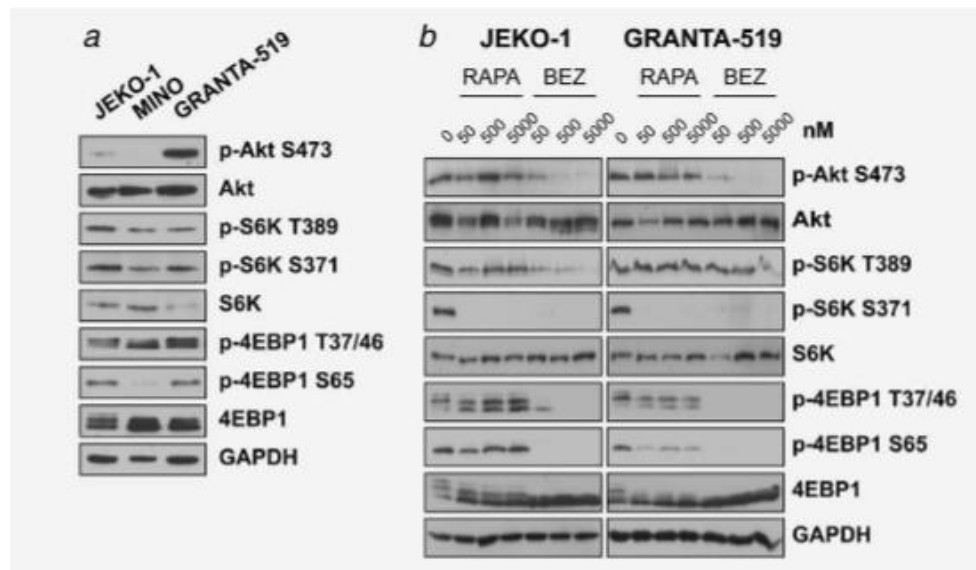 a
JEKO-1 MINO GRANTA-519
p-Akt S473
Akt
p-S6K T389
p-S6K S371
S6K
p-4EBP1 T37/46
p-4EBP1 S65
4EBP1
GAPDH
b JEKO-1 GRANTA-519
RAPA BEZ RAPA BEZ
0 50 500 5000 50 500 5000 0 50 500 5000 50 500 5000 nM
p-Akt S473
Akt
p-S6K T389
p-S6K S371
S6K
p-4EBP1 T37/46
p-4EBP1 S65
4EBP1
GAPDH